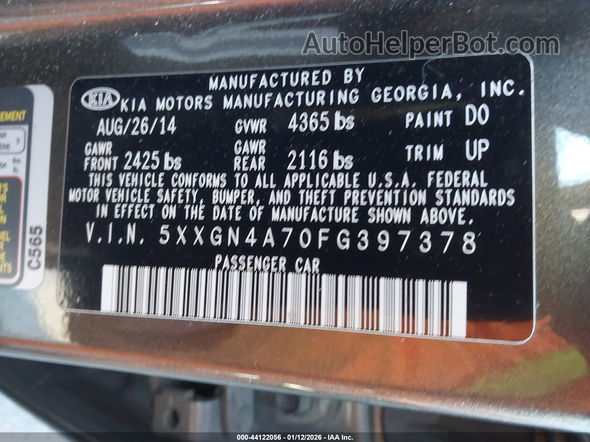 AutoHelperBot.com
MANUFACTURED BY
KIA KIA MOTORS MANUFACTURING GEORGIA, INC.
AUG/26/14 GVWR 4365 lbs PAINT DO
GAWR FRONT 2425 lbs GAWR REAR 2116 lbs TRIM UP
THIS VEHICLE CONFORMS TO ALL APPLICABLE U.S.A. FEDERAL
MOTOR VEHICLE SAFETY, BUMPER, AND THEFT PREVENTION STANDARDS
IN EFFECT ON THE DATE OF MANUFACTURE SHOWN ABOVE.
V.I.N. 5XXGN4A70FG397378
PASSENGER CAR
C565
000-44122056 - 01/12/2026 - IAA Inc.